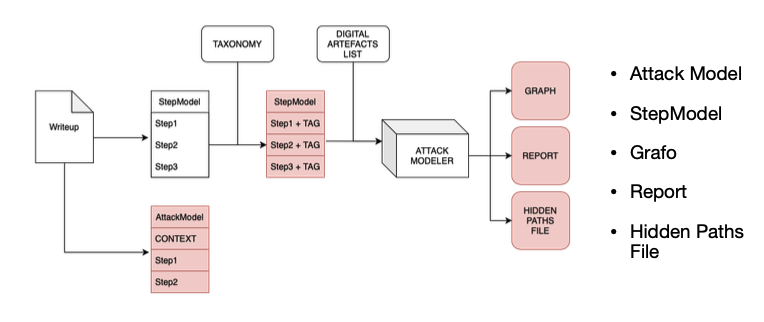 TAXONOMY
DIGITAL
ARTEFACTS
LIST
Writeup
StepModel
Step1
Step2
Step3
StepModel
Step1 + TAG
Step2 + TAG
Step3 + TAG
ATTACK
MODELER
GRAPH
REPORT
HIDDEN
PATHS
FILE
AttackModel
CONTEXT
Step1
Step2
• Attack Model
• StepModel
• Grafo
• Report
• Hidden Paths
File